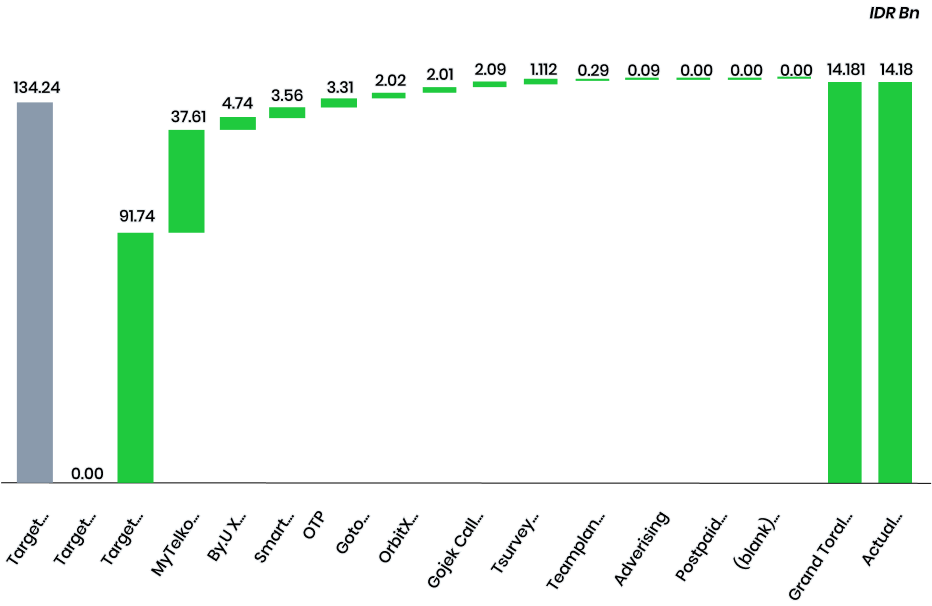 IDR Bn
134.24
0.00
91.74
37.61
4.74
3.56
3.31
2.02
2.01
2.09
1.112
0.29
0.09
0.00
0.00
0.00
14.181
14.18
Target...
Target...
Target...
MyTelko...
By.U X...
Smart...
OTP
Goto...
OrbitX...
Gojek Call...
Tsurvey...
Teamplan...
Adverising
Postpaid...
(blank)...
Grand Toral...
Actual...